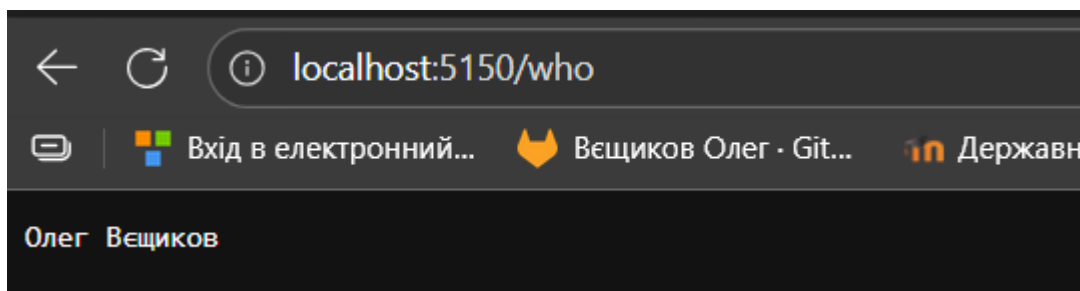 localhost:5150/who
Вхід в електронний... Вєщиков Олег · Git... Державн
Олег Вєщиков